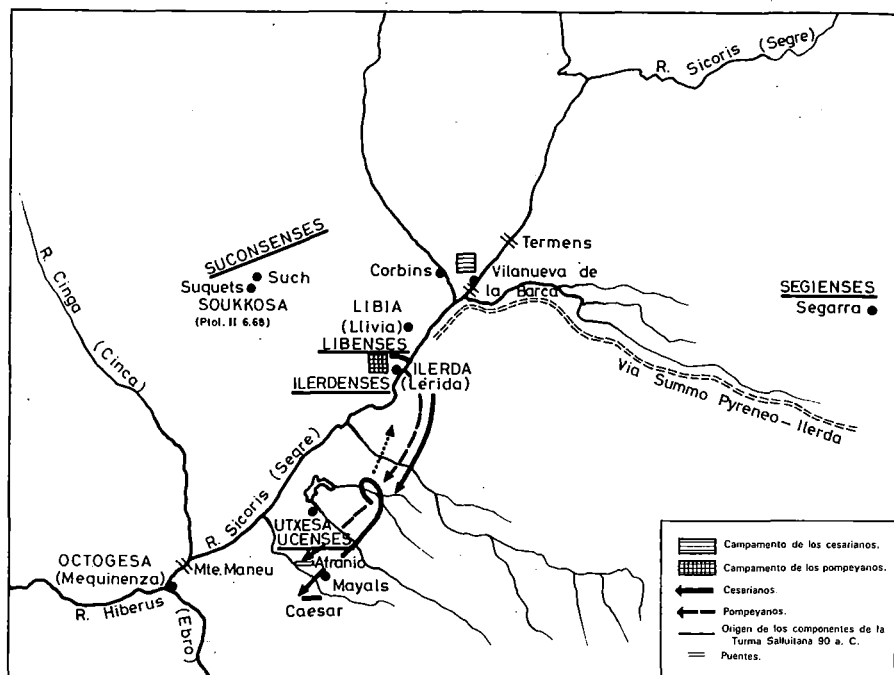 R. Sicoris (Segre)
SUCONSENSES
Such
Suquets
SOUKKOSA
(Ptol. II 6.68)
R. Cinga
(Cinca)
Corbins
Termens
Vilanueva de
la Barca
SEGIENSES
Segarra
LIBIA
(Llivia)
LIBENSES
ILERDENSES
ILERDA
(Lérida)
Via Summo Pyreneo-Ilerda
R. Sicoris (Segre)
UTXESA
UCENSES
Afranio
Mayals
Caesar
OCTOGESA
(Mequinenza)
Mte. Maneu
R. Hiberus
(Ebro)
Campamento de los cesarianos.
Campamento de los pompeyanos.
Cesarianos.
Pompeyanos.
Origen de los componentes de la
Turma Salluitana 90 a. C.
Puentes.